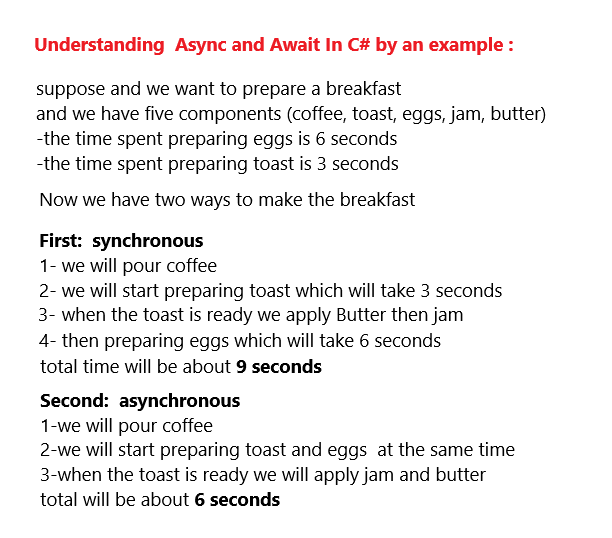 Understanding Async and Await In C# by an example :
suppose and we want to prepare a breakfast
and we have five components (coffee, toast, eggs, jam, butter)
-the time spent preparing eggs is 6 seconds
-the time spent preparing toast is 3 seconds
Now we have two ways to make the breakfast
First: synchronous
1- we will pour coffee
2- we will start preparing toast which will take 3 seconds
3- when the toast is ready we apply Butter then jam
4- then preparing eggs which will take 6 seconds
total time will be about 9 seconds
Second: asynchronous
1-we will pour coffee
2-we will start preparing toast and eggs at the same time
3-when the toast is ready we will apply jam and butter
total will be about 6 seconds